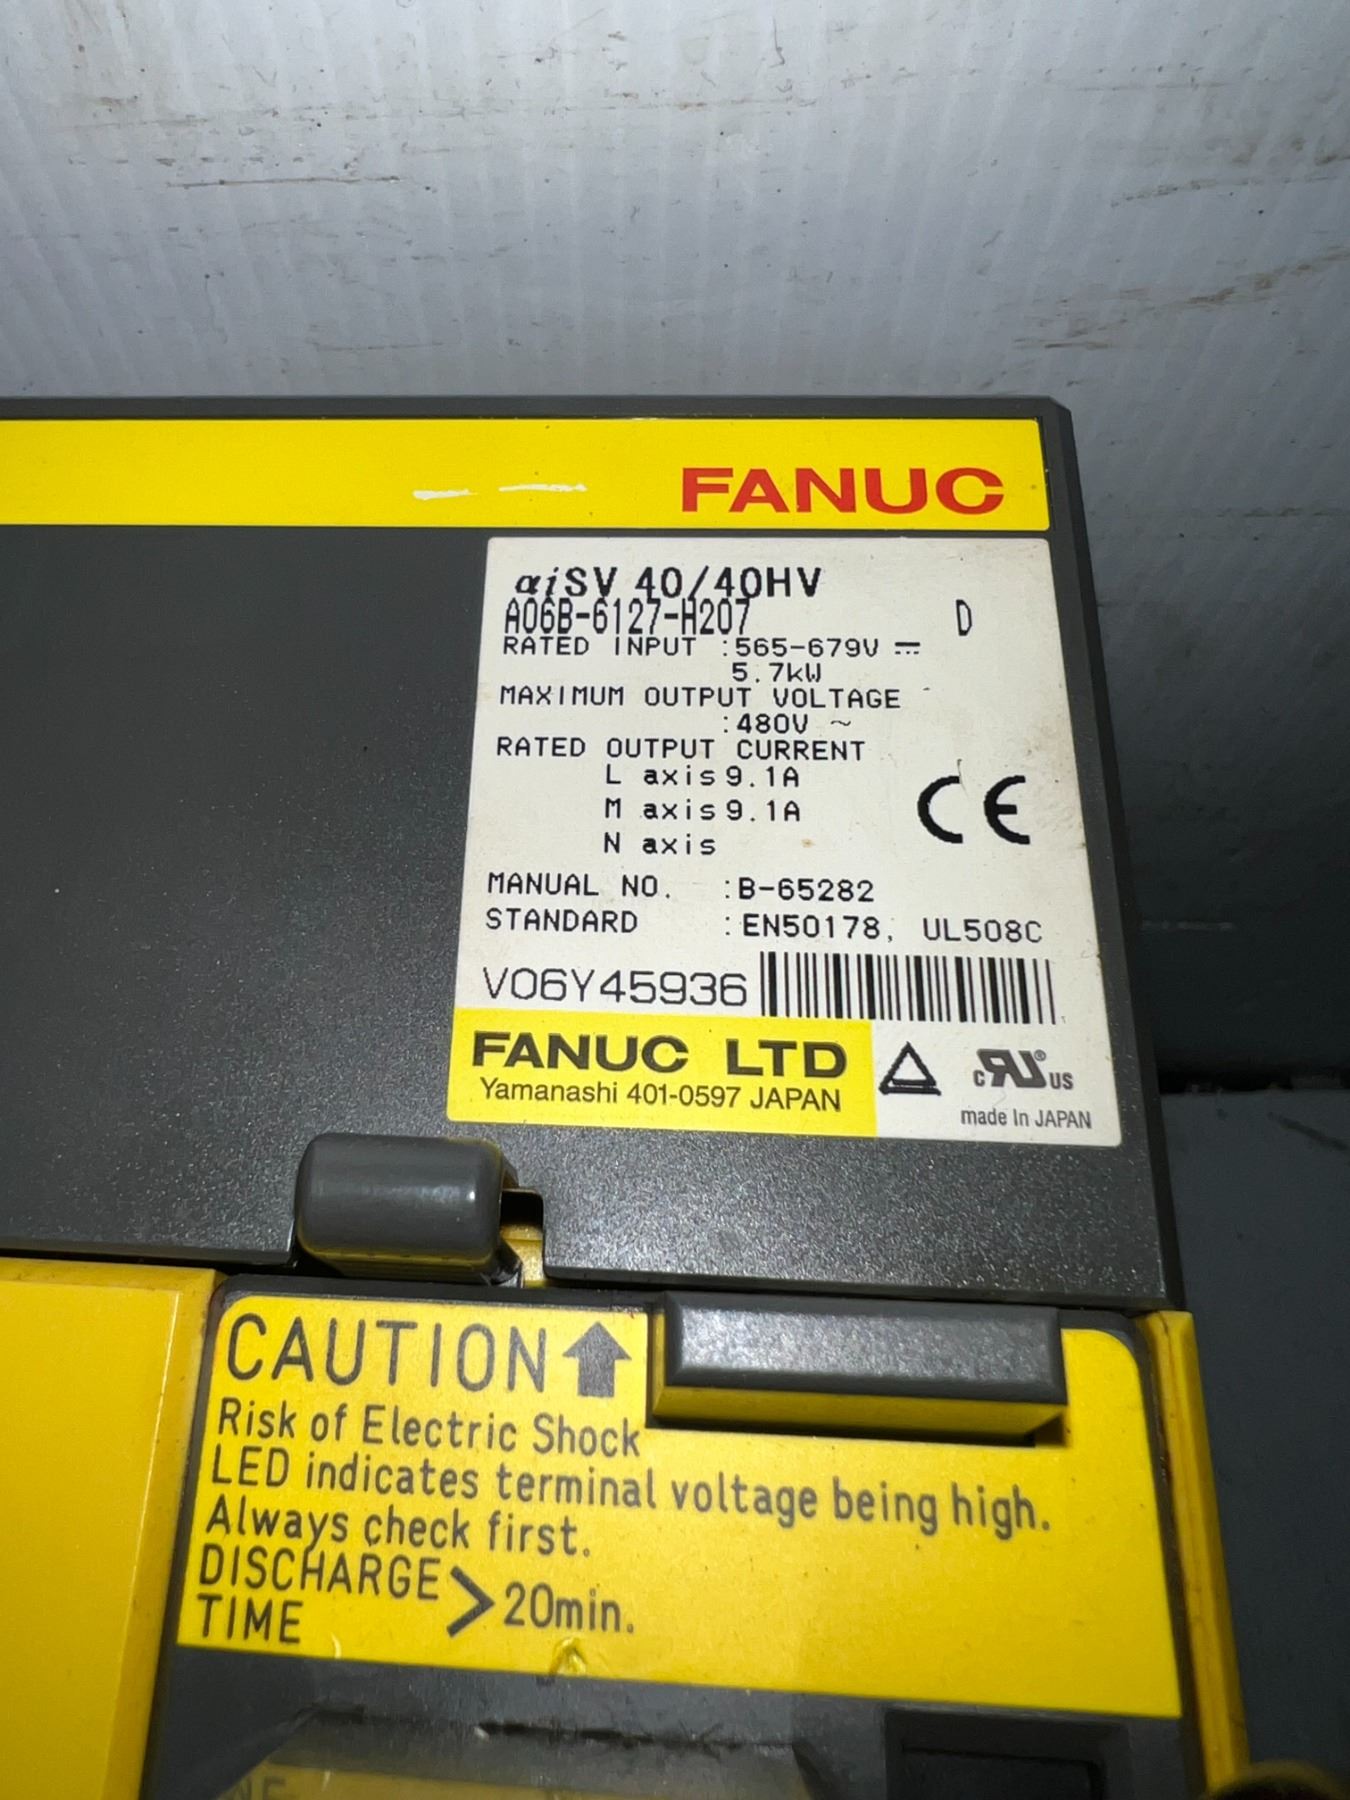 FANUC
αiSV 40/40HV
A06B-6127-H207 D
RATED INPUT :565-679V
5.7kW
MAXIMUM OUTPUT VOLTAGE
:480V ~
RATED OUTPUT CURRENT
L axis 9.1A
M axis 9.1A
N axis
CE
MANUAL NO. :B-65282
STANDARD :EN50178, UL508C
V06Y45936
FANUC LTD
Yamanashi 401-0597 JAPAN
c RU ® US
made In JAPAN
CAUTION
Risk of Electric Shock
LED indicates terminal voltage being high.
Always check first.
DISCHARGE
TIME > 20min.